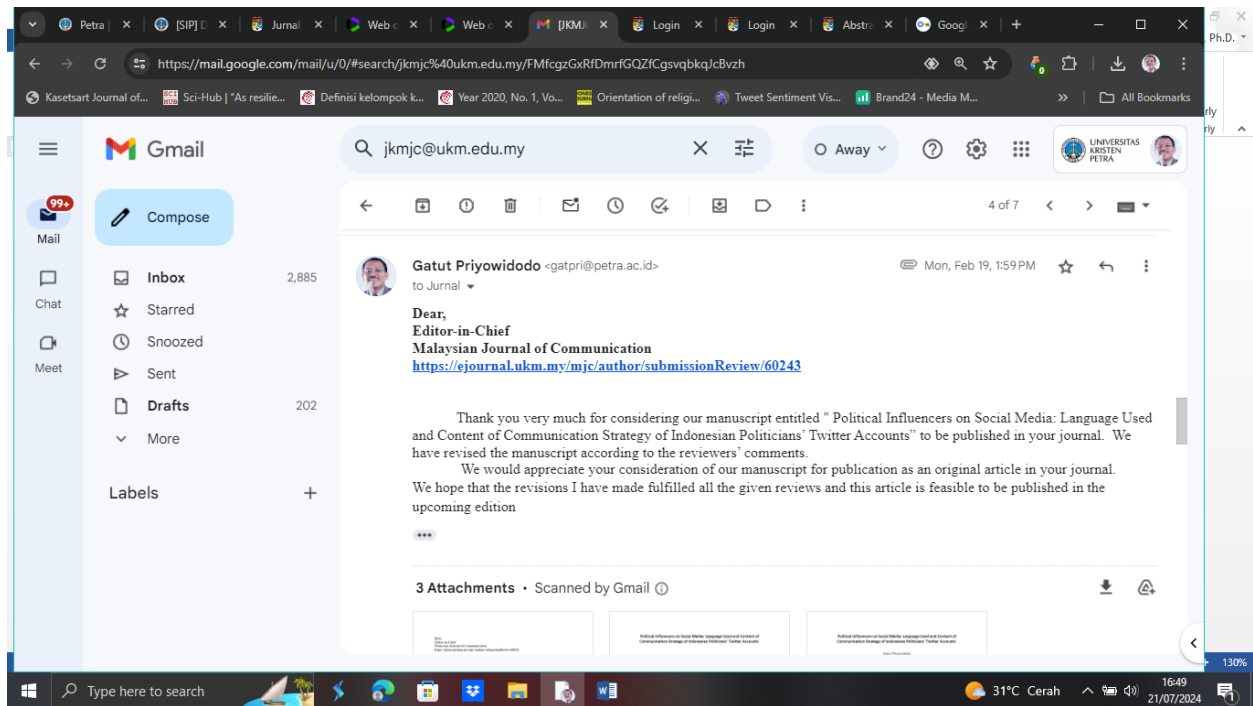 Petra |
[SIP] D
Jurnal
Web c
Web c
[JKMJ
Login
Login
Abstra
Googl
Ph.D.
https://mail.google.com/mail/u/0/#search/jkmjc%40ukm.edu.my/FMfcgzGxRfDmrfGQZfCgsvqbkqJcBvzh
0
Kasetsart Journal of...
SCI HUB Sci-Hub | "As resilie...
Definisi kelompok k...
Year 2020, No. 1, Vo...
Orientation of religi...
Tweet Sentiment Vis...
Brand24 - Media M...
All Bookmarks
rly
rly
Gmail
jkmjc@ukm.edu.my
Away
UNIVERSITAS
KRISTEN
PETRA
99+
Mail
Chat
Meet
Compose
Inbox 2,885
Starred
Snoozed
Sent
Drafts 202
More
Labels
4 of 7
Gatut Priyowidodo <gatpri@petra.ac.id>
Mon, Feb 19, 1:59 PM
to Jurnal
Dear,
Editor-in-Chief
Malaysian Journal of Communication
https://ejournal.ukm.my/mjc/author/submissionReview/60243
Thank you very much for considering our manuscript entitled " Political Influencers on Social Media: Language Used
and Content of Communication Strategy of Indonesian Politicians' Twitter Accounts" to be published in your journal. We
have revised the manuscript according to the reviewers' comments.
We would appreciate your consideration of our manuscript for publication as an original article in your journal.
We hope that the revisions I have made fulfilled all the given reviews and this article is feasible to be published in the
upcoming edition
3 Attachments • Scanned by Gmail
Political Influencers on Social Media: Language Used and Content of
Communication Strategy of Indonesian Politicians' Twitter Accounts
Political Influencers on Social Media: Language Used and Content of
Communication Strategy of Indonesian Politicians' Twitter Accounts
130%
Type here to search
31°C Cerah
16:49
21/07/2024
1